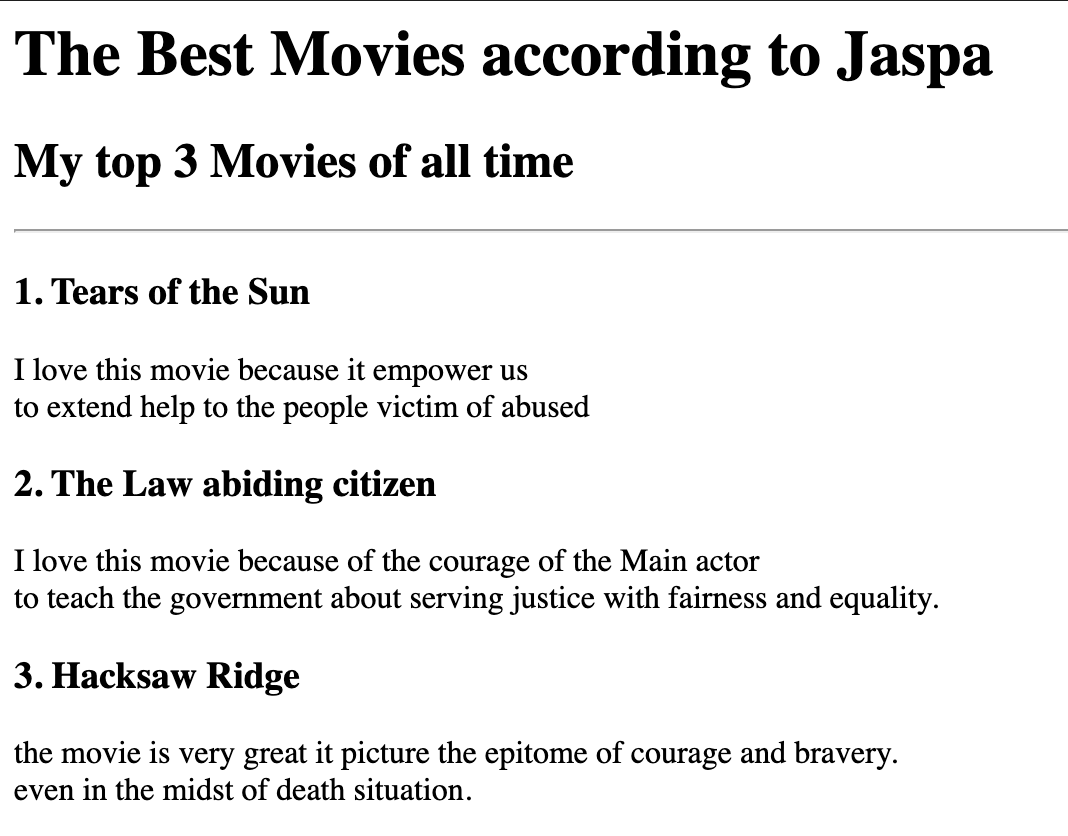 The Best Movies according to Jaspa
My top 3 Movies of all time
1. Tears of the Sun
I love this movie because it empower us
to extend help to the people victim of abused
2. The Law abiding citizen
I love this movie because of the courage of the Main actor
to teach the government about serving justice with fairness and equality.
3. Hacksaw Ridge
the movie is very great it picture the epitome of courage and bravery.
even in the midst of death situation.